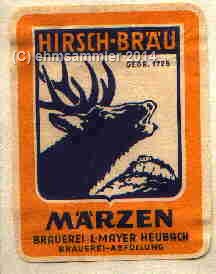 HIRSCH-BRÄU
(C) ehmsammler 2014
GEGR. 1725
MÄRZEN
BRAUEREI L. MAYER HEUBACH
BRAUEREI-ABFÜLLUNG